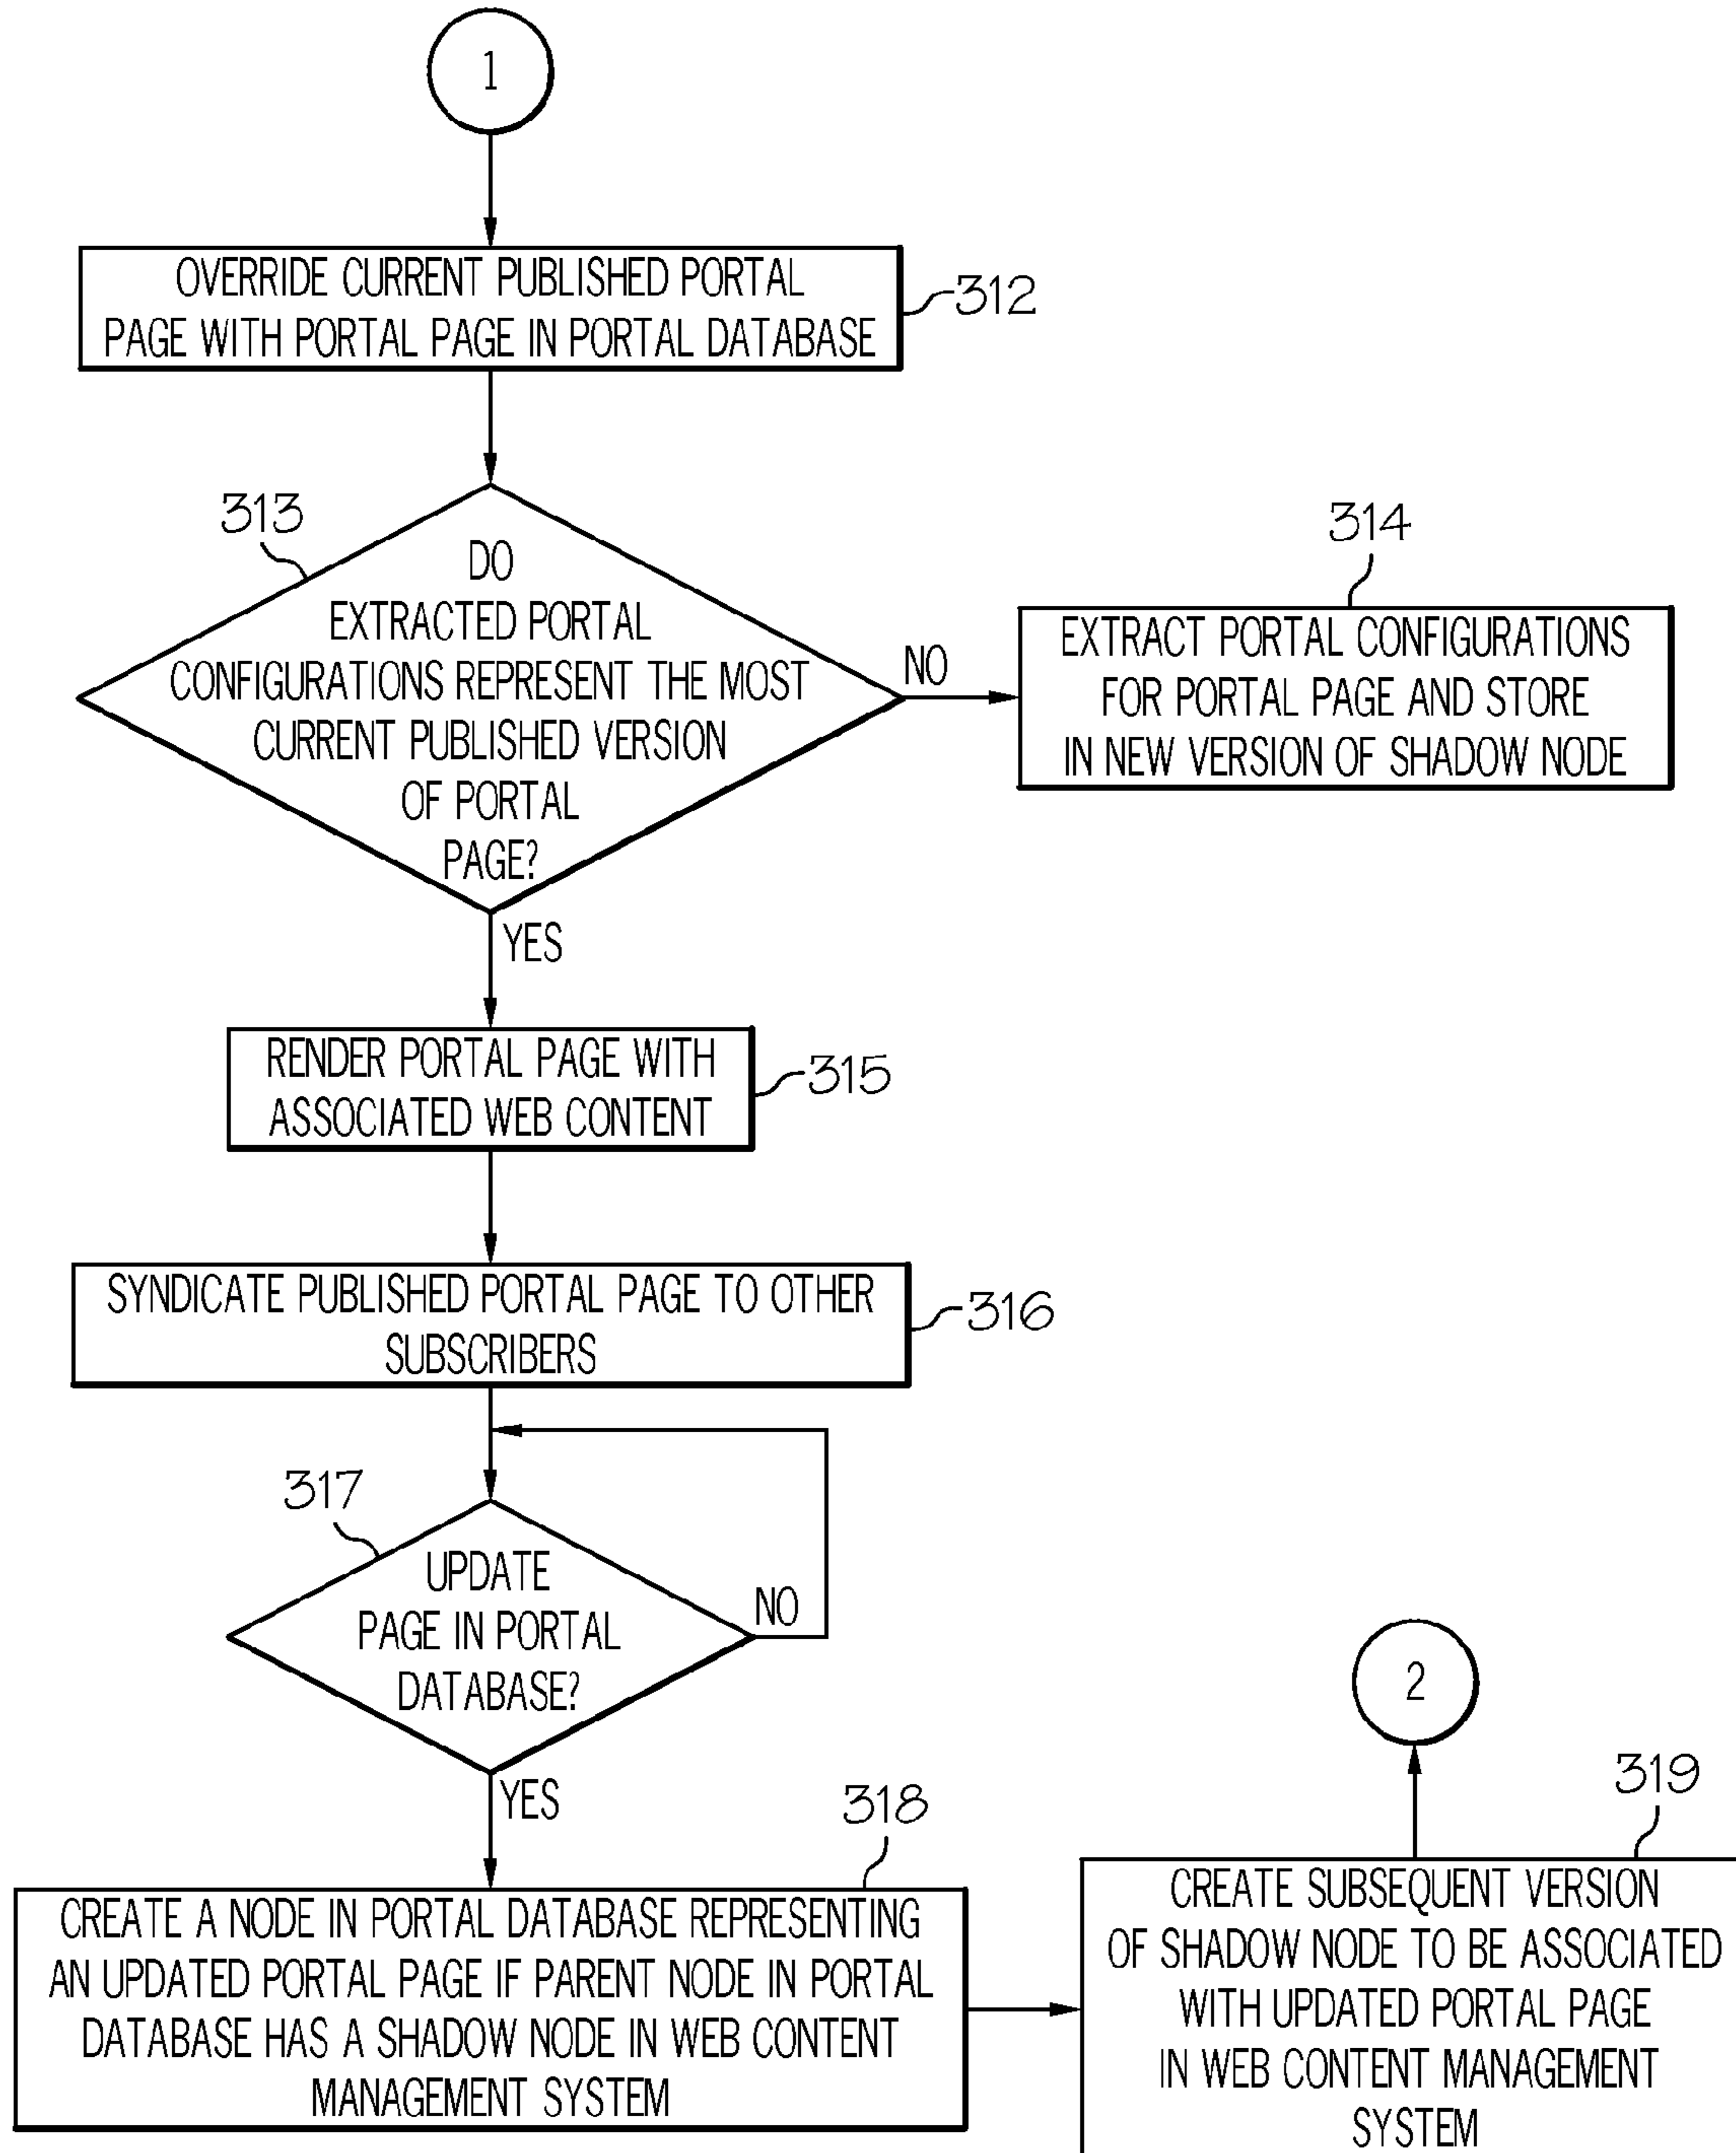 1
OVERRIDE CURRENT PUBLISHED PORTAL
PAGE WITH PORTAL PAGE IN PORTAL DATABASE
312
313
DO
EXTRACTED PORTAL
CONFIGURATIONS REPRESENT THE MOST
CURRENT PUBLISHED VERSION
OF PORTAL
PAGE?
NO
314
EXTRACT PORTAL CONFIGURATIONS
FOR PORTAL PAGE AND STORE
IN NEW VERSION OF SHADOW NODE
YES
RENDER PORTAL PAGE WITH
ASSOCIATED WEB CONTENT
315
SYNDICATE PUBLISHED PORTAL PAGE TO OTHER
SUBSCRIBERS
316
317
UPDATE
PAGE IN PORTAL
DATABASE?
NO
YES
318
CREATE A NODE IN PORTAL DATABASE REPRESENTING
AN UPDATED PORTAL PAGE IF PARENT NODE IN PORTAL
DATABASE HAS A SHADOW NODE IN WEB CONTENT
MANAGEMENT SYSTEM
2
319
CREATE SUBSEQUENT VERSION
OF SHADOW NODE TO BE ASSOCIATED
WITH UPDATED PORTAL PAGE
IN WEB CONTENT MANAGEMENT
SYSTEM